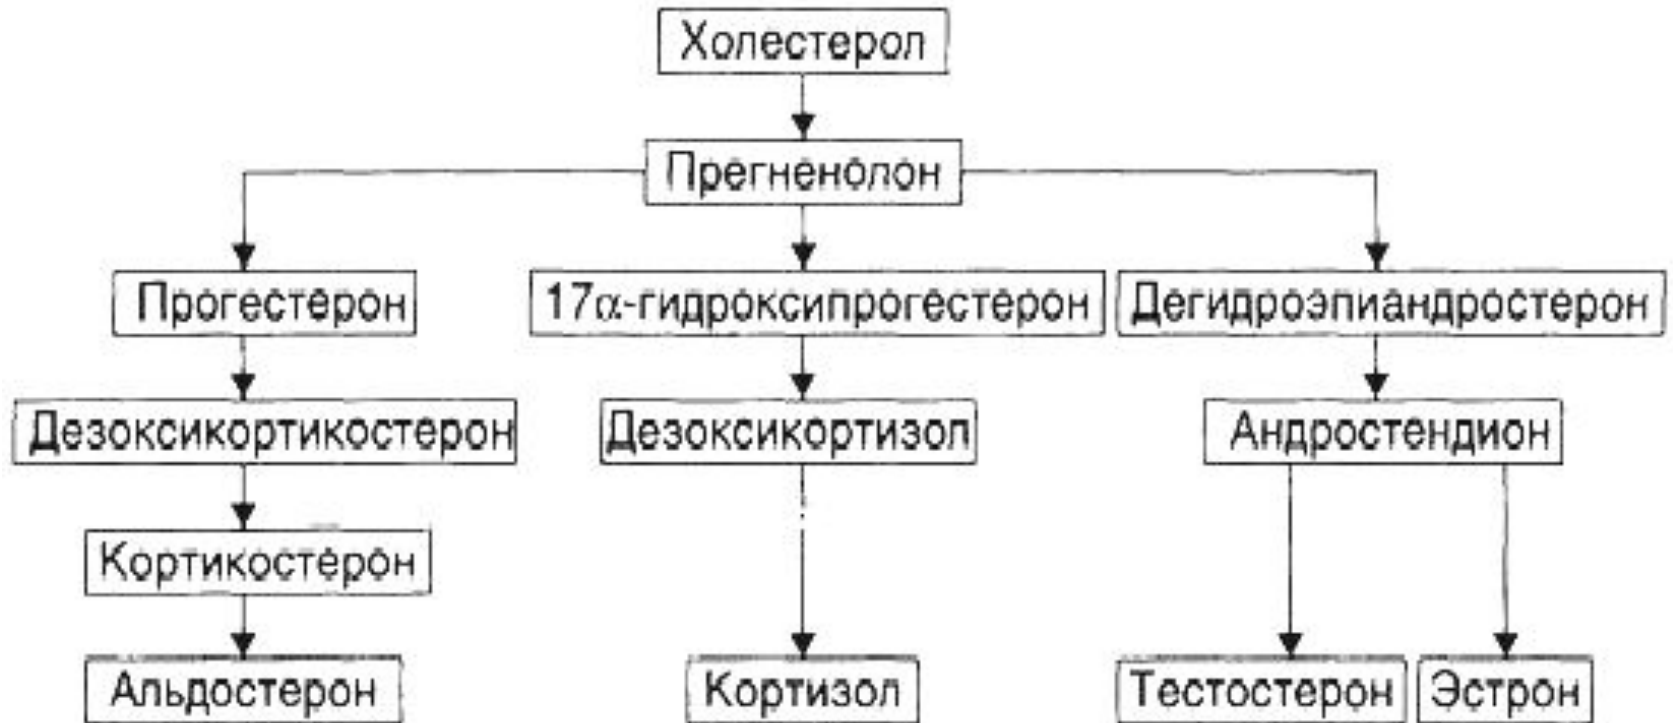 Холестерол
Прегненолон
Прогестерон
17α-гидроксипрогестерон
Дегидроэпиандростерон
Дезоксикортикостерон
Дезоксикортизол
Андростендион
Кортикостерон
Альдостерон
Кортизол
Тестостерон
Эстрон